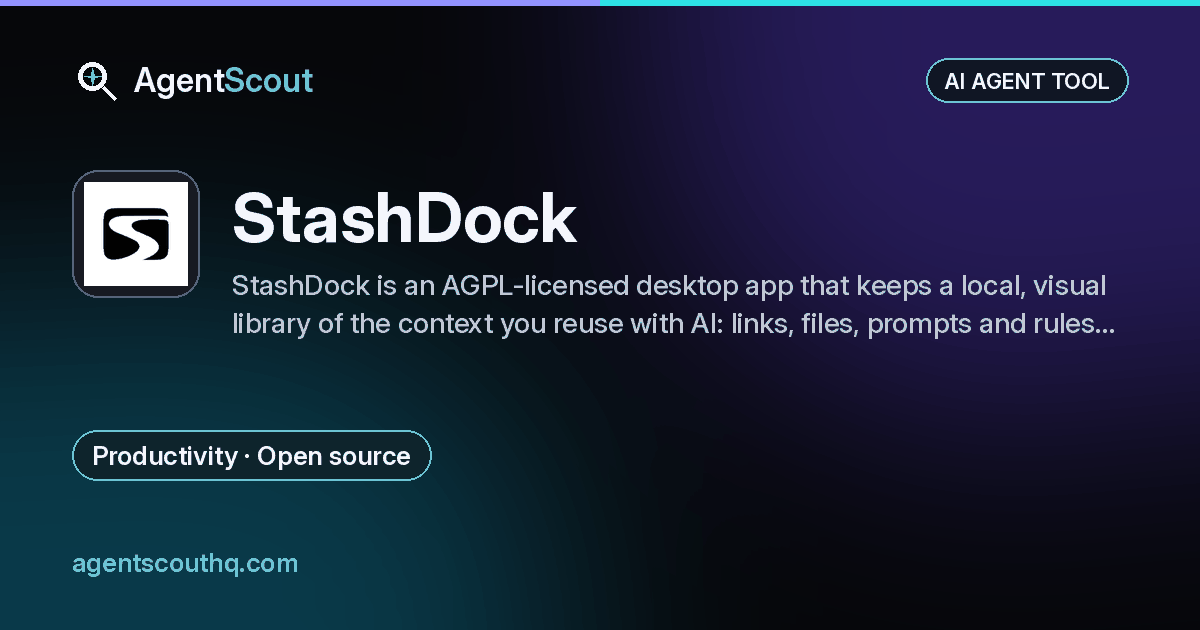 AgentScout
AI AGENT TOOL
StashDock
StashDock is an AGPL-licensed desktop app that keeps a local, visual
library of the context you reuse with AI: links, files, prompts and rules...
Productivity · Open source
agentscouthq.com